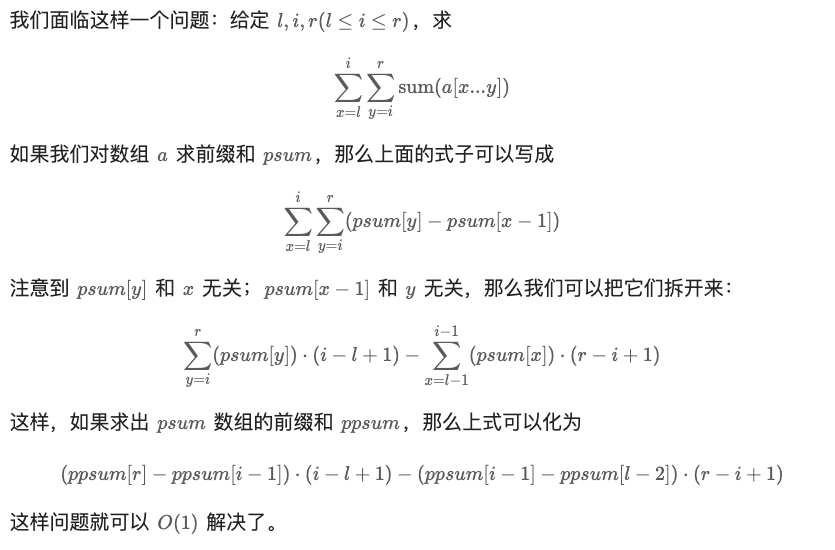 我们面临这样一个问题：给定 $l, i, r(l \leq i \leq r)$，求
$$\sum_{x=l}^{i} \sum_{y=i}^{r} \text{sum}(a[x...y])$$
如果我们对数组 $a$ 求前缀和 $psum$，那么上面的式子可以写成
$$\sum_{x=l}^{i} \sum_{y=i}^{r} (psum[y] - psum[x-1])$$
注意到 $psum[y]$ 和 $x$ 无关；$psum[x-1]$ 和 $y$ 无关，那么我们可以把它们拆开来：
$$\sum_{y=i}^{r} (psum[y]) \cdot (i-l+1) - \sum_{x=l-1}^{i-1} (psum[x]) \cdot (r-i+1)$$
这样，如果求出 $psum$ 数组的前缀和 $ppsum$，那么上式可以化为
$$(ppsum[r] - ppsum[i-1]) \cdot (i-l+1) - (ppsum[i-1] - ppsum[l-2]) \cdot (r-i+1)$$
这样问题就可以 $O(1)$ 解决了。